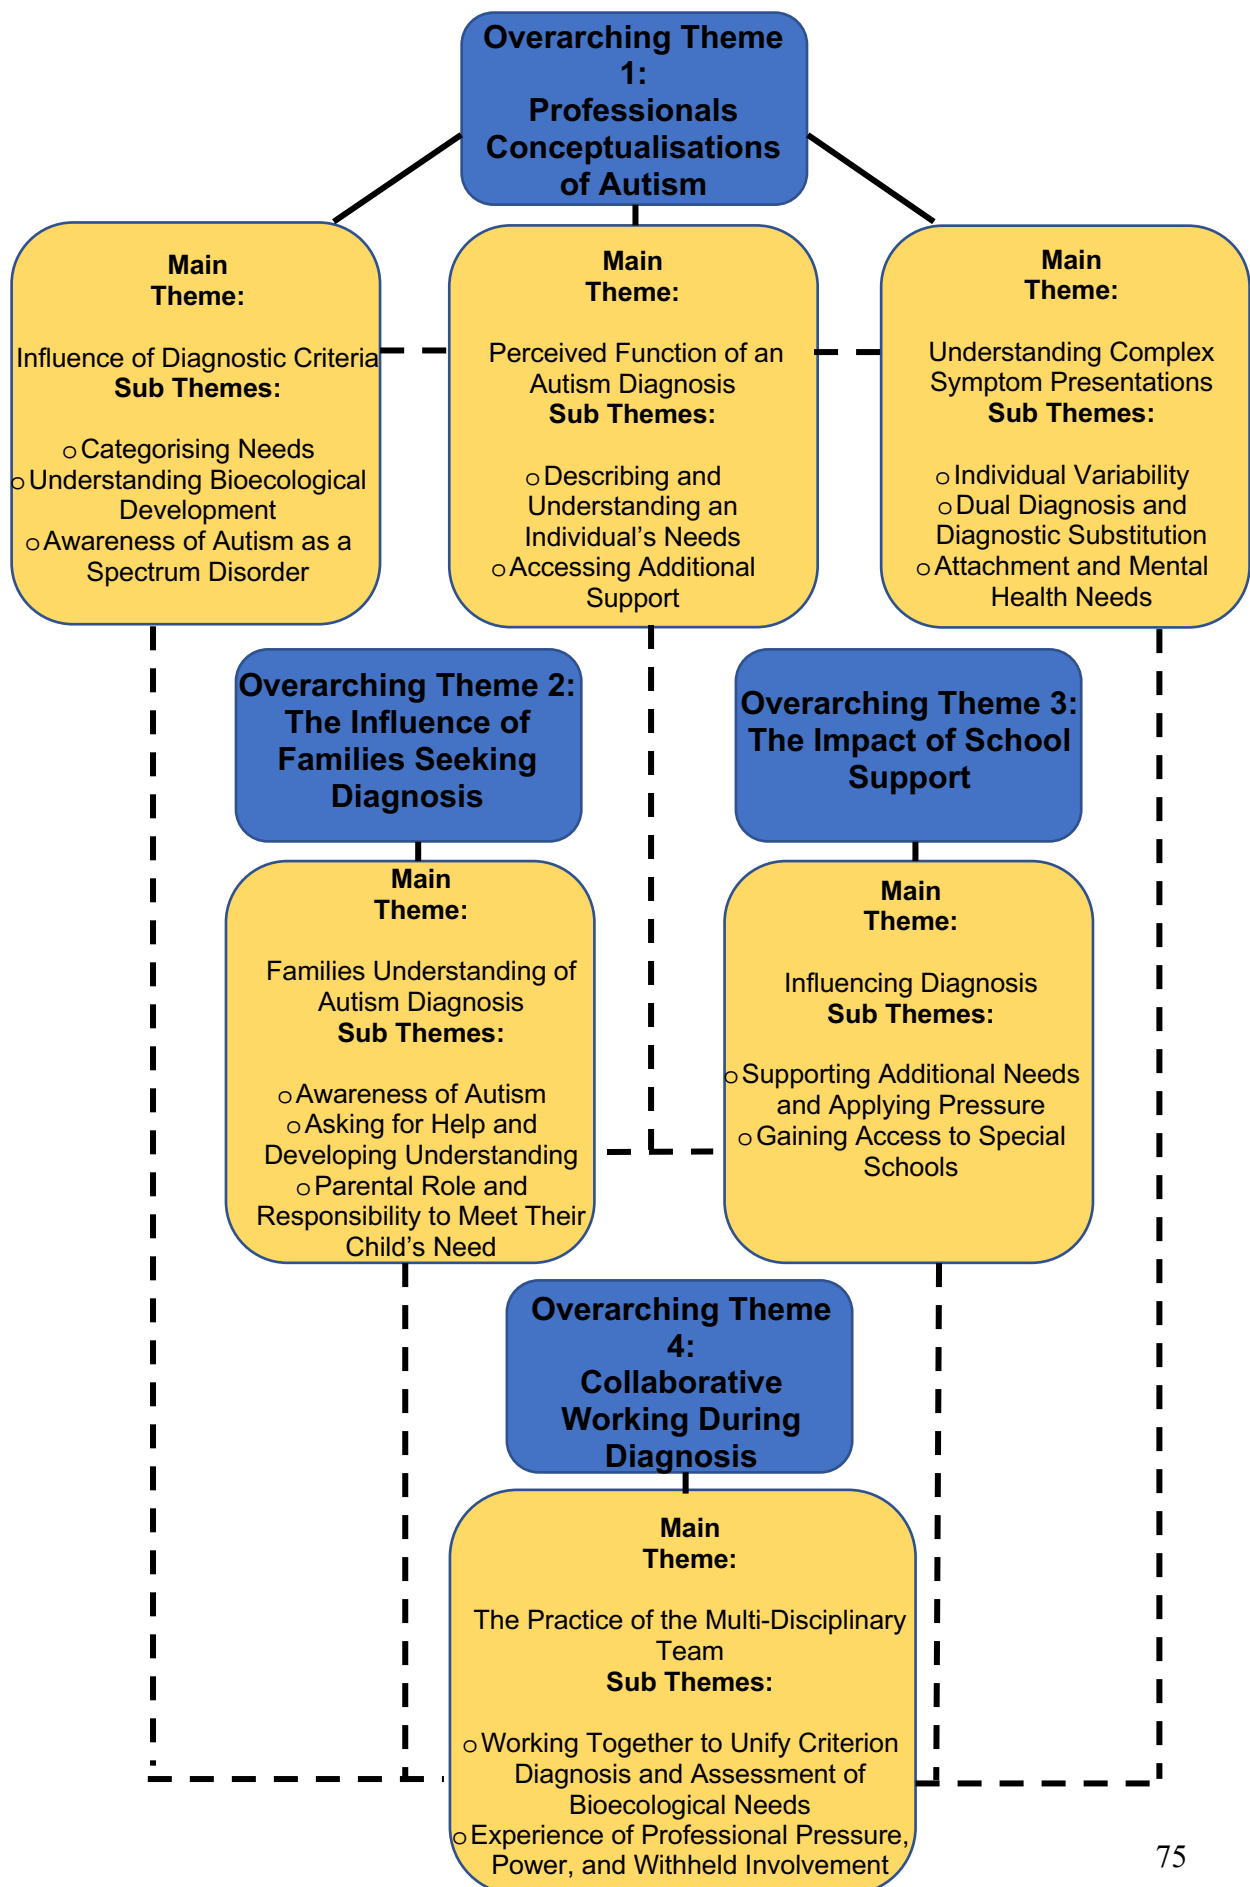 Overarching Theme
1:
Professionals
Conceptualisations
of Autism
Main
Theme:
Influence of Diagnostic Criteria
Sub Themes:
o Categorising Needs
o Understanding Bioecological
Development
o Awareness of Autism as a
Spectrum Disorder
Main
Theme:
Perceived Function of an
Autism Diagnosis
Sub Themes:
o Describing and
Understanding an
Individual’s Needs
o Accessing Additional
Support
Main
Theme:
Understanding Complex
Symptom Presentations
Sub Themes:
o Individual Variability
o Dual Diagnosis and
Diagnostic Substitution
o Attachment and Mental
Health Needs
Overarching Theme 2:
The Influence of
Families Seeking
Diagnosis
Main
Theme:
Families Understanding of
Autism Diagnosis
Sub Themes:
o Awareness of Autism
o Asking for Help and
Developing Understanding
o Parental Role and
Responsibility to Meet Their
Child’s Need
Overarching Theme 3:
The Impact of School
Support
Main
Theme:
Influencing Diagnosis
Sub Themes:
o Supporting Additional Needs
and Applying Pressure
o Gaining Access to Special
Schools
Overarching Theme
4:
Collaborative
Working During
Diagnosis
Main
Theme:
The Practice of the Multi-Disciplinary
Team
Sub Themes:
o Working Together to Unify Criterion
Diagnosis and Assessment of
Bioecological Needs
o Experience of Professional Pressure,
Power, and Withheld Involvement
75